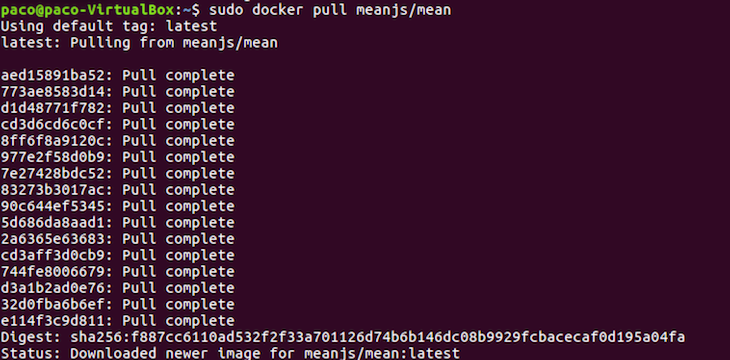 paco@paco-VirtualBox:~$ sudo docker pull meanjs/mean
Using default tag: latest
latest: Pulling from meanjs/mean
aed15891ba52: Pull complete
773ae8583d14: Pull complete
d1d48771f782: Pull complete
cd3d6cd6c0cf: Pull complete
8ff6f8a9120c: Pull complete
977e2f58d0b9: Pull complete
7e27428bdc52: Pull complete
83273b3017ac: Pull complete
90c644ef5345: Pull complete
5d686da8aad1: Pull complete
2a6365e63683: Pull complete
cd3aff3d0cb9: Pull complete
744fe8006679: Pull complete
d3a1b2ad0e76: Pull complete
32d0fba6b6ef: Pull complete
e114f3c9d811: Pull complete
Digest: sha256:f887cc6110ad532f2f33a701126d74b6b146dc08b9929fcbacecaf0d195a04fa
Status: Downloaded newer image for meanjs/mean:latest